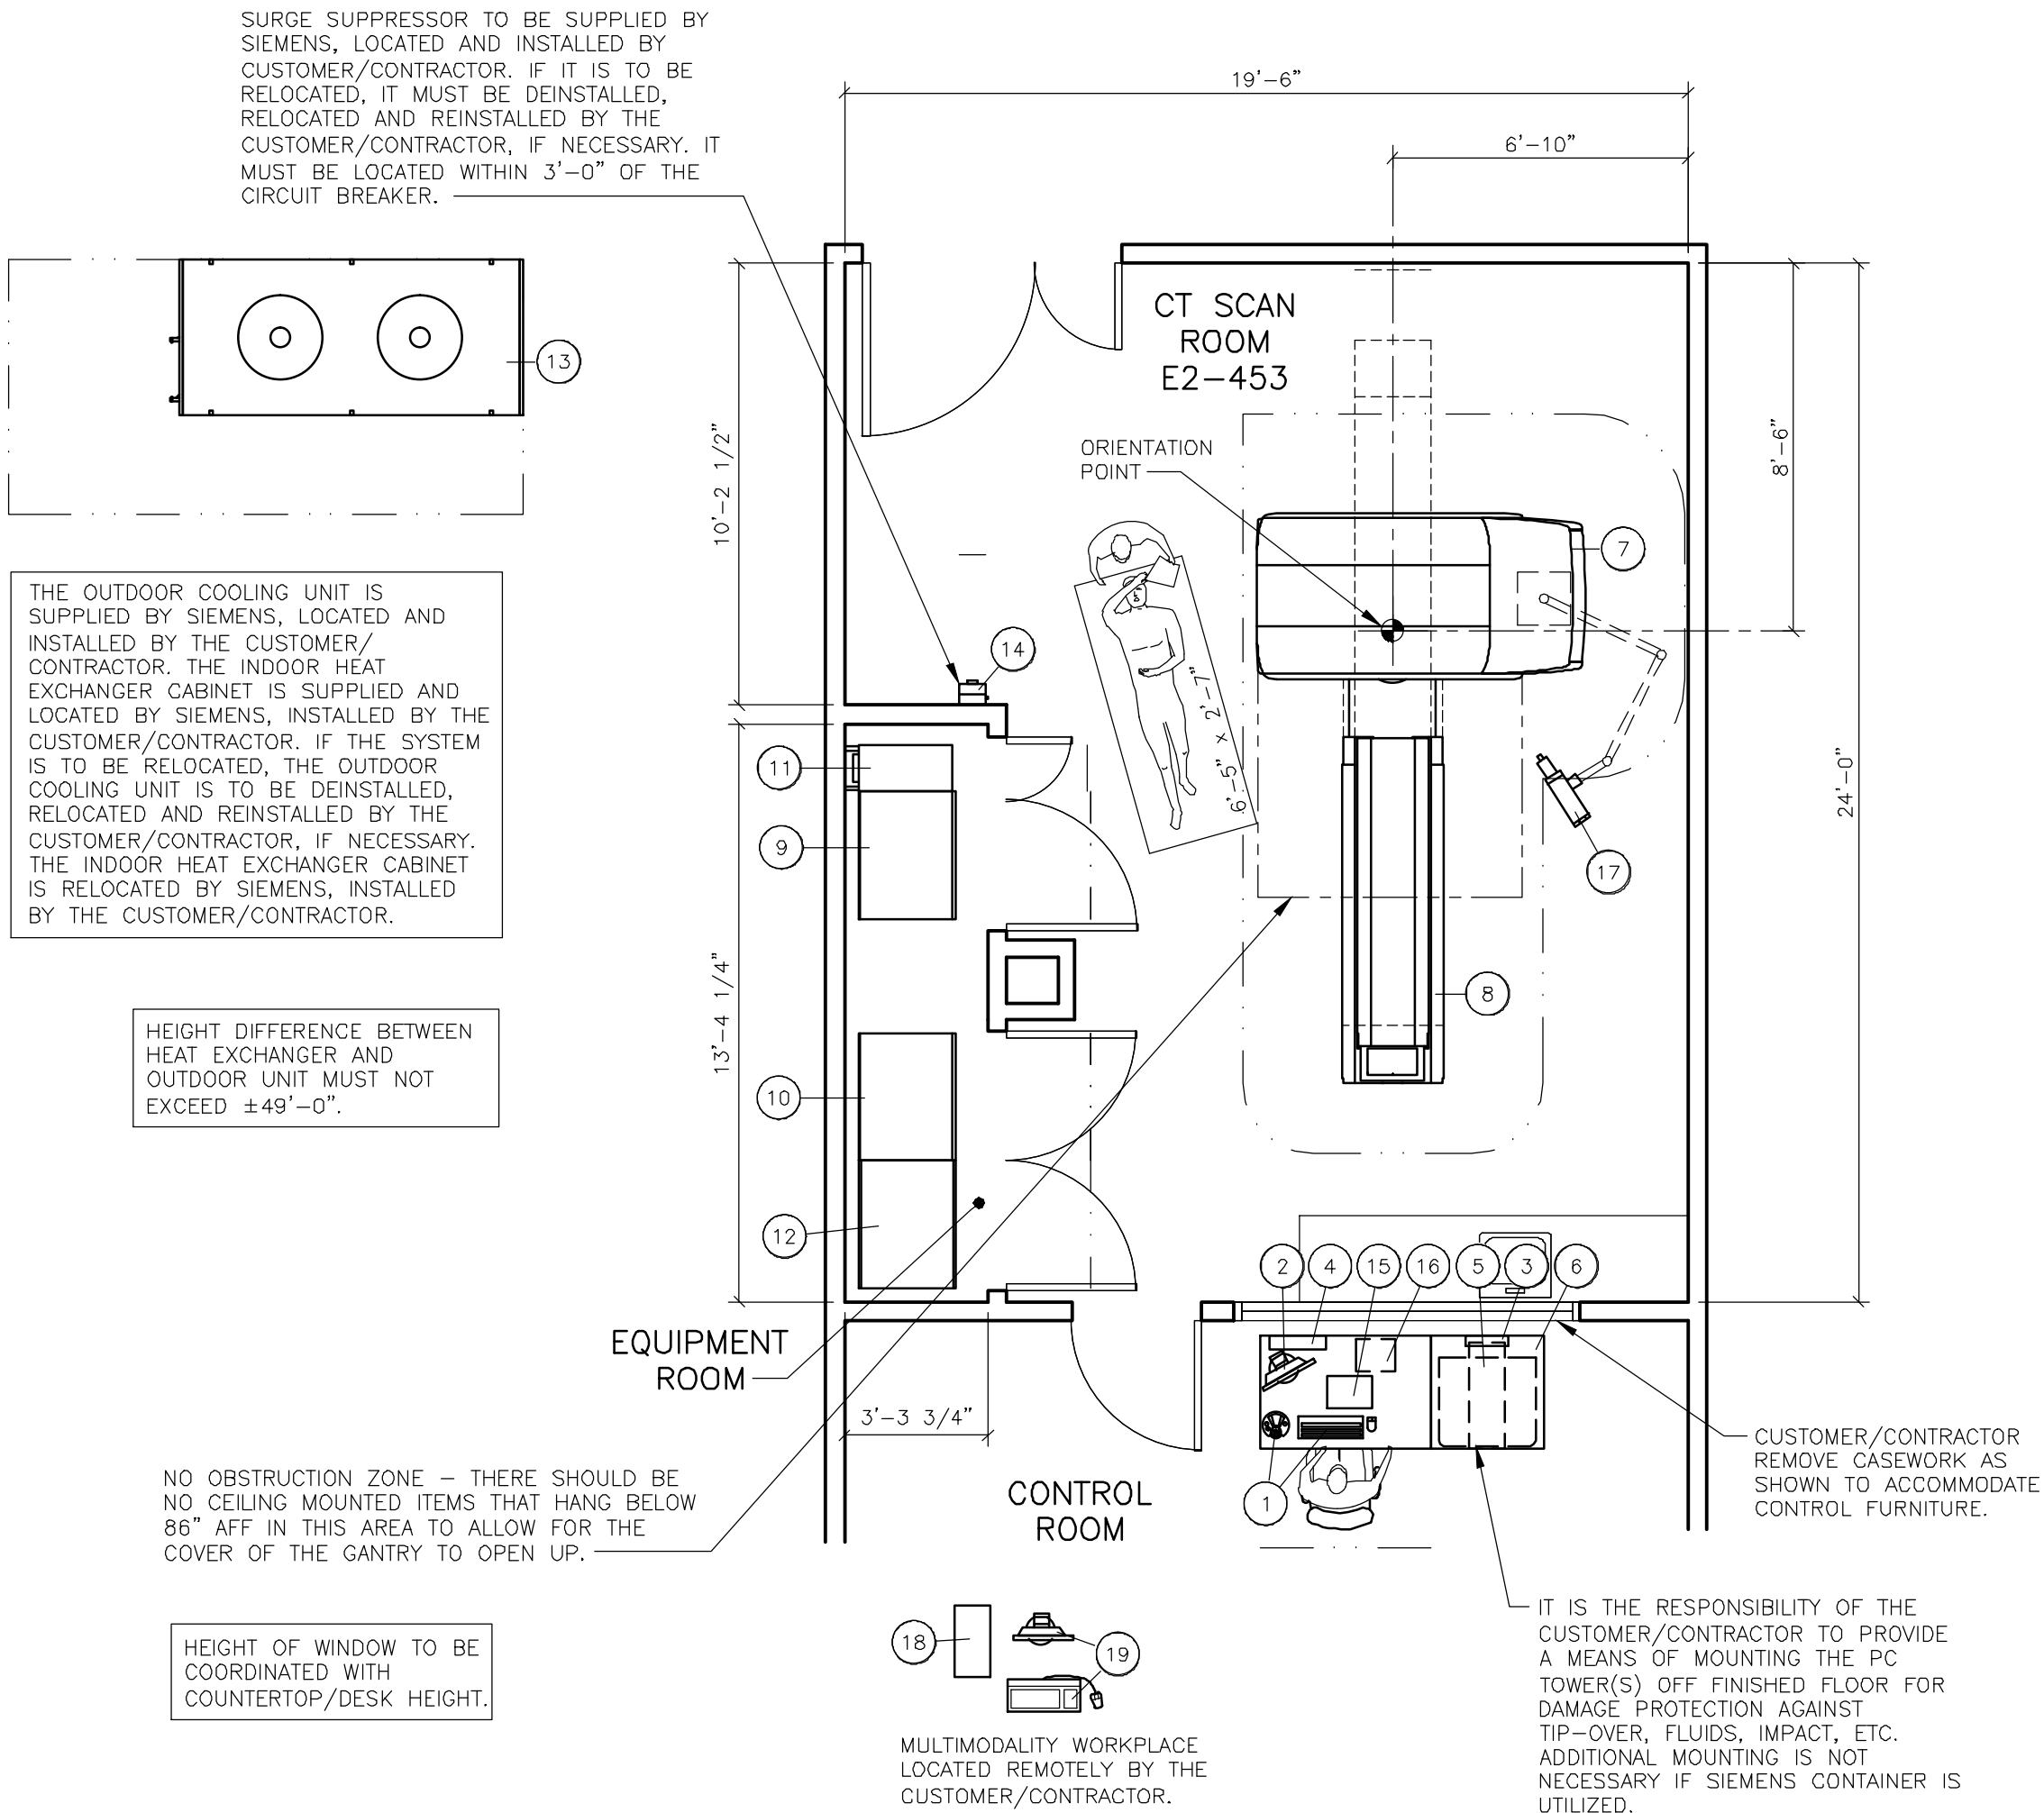 SURGE SUPPRESSOR TO BE SUPPLIED BY
SIEMENS, LOCATED AND INSTALLED BY
CUSTOMER/CONTRACTOR. IF IT IS TO BE
RELOCATED, IT MUST BE DEINSTALLED,
RELOCATED AND REINSTALLED BY THE
CUSTOMER/CONTRACTOR, IF NECESSARY. IT
MUST BE LOCATED WITHIN 3'-0" OF THE
CIRCUIT BREAKER.
19'-6"
6'-10"
CT SCAN
ROOM
E2-453
13
ORIENTATION
POINT
10'-2 1/2"
8'-6"
7
THE OUTDOOR COOLING UNIT IS
SUPPLIED BY SIEMENS, LOCATED AND
INSTALLED BY THE CUSTOMER/
CONTRACTOR. THE INDOOR HEAT
EXCHANGER CABINET IS SUPPLIED AND
LOCATED BY SIEMENS, INSTALLED BY THE
CUSTOMER/CONTRACTOR. IF THE SYSTEM
IS TO BE RELOCATED, THE OUTDOOR
COOLING UNIT IS TO BE DEINSTALLED,
RELOCATED AND REINSTALLED BY THE
CUSTOMER/CONTRACTOR, IF NECESSARY.
THE INDOOR HEAT EXCHANGER CABINET
IS RELOCATED BY SIEMENS, INSTALLED
BY THE CUSTOMER/CONTRACTOR.
14
6'-5" x 2'-7"
11
9
24'-0"
17
8
13'-4 1/4"
HEIGHT DIFFERENCE BETWEEN
HEAT EXCHANGER AND
OUTDOOR UNIT MUST NOT
EXCEED ±49'-0".
10
12
2 4 15 16 5 3 6
EQUIPMENT
ROOM
3'-3 3/4"
CUSTOMER/CONTRACTOR
REMOVE CASEWORK AS
SHOWN TO ACCOMMODATE
CONTROL FURNITURE.
NO OBSTRUCTION ZONE - THERE SHOULD BE
NO CEILING MOUNTED ITEMS THAT HANG BELOW
86" AFF IN THIS AREA TO ALLOW FOR THE
COVER OF THE GANTRY TO OPEN UP.
CONTROL
ROOM
1
HEIGHT OF WINDOW TO BE
COORDINATED WITH
COUNTERTOP/DESK HEIGHT.
18
19
MULTIMODALITY WORKPLACE
LOCATED REMOTELY BY THE
CUSTOMER/CONTRACTOR.
IT IS THE RESPONSIBILITY OF THE
CUSTOMER/CONTRACTOR TO PROVIDE
A MEANS OF MOUNTING THE PC
TOWER(S) OFF FINISHED FLOOR FOR
DAMAGE PROTECTION AGAINST
TIP-OVER, FLUIDS, IMPACT, ETC.
ADDITIONAL MOUNTING IS NOT
NECESSARY IF SIEMENS CONTAINER IS
UTILIZED.